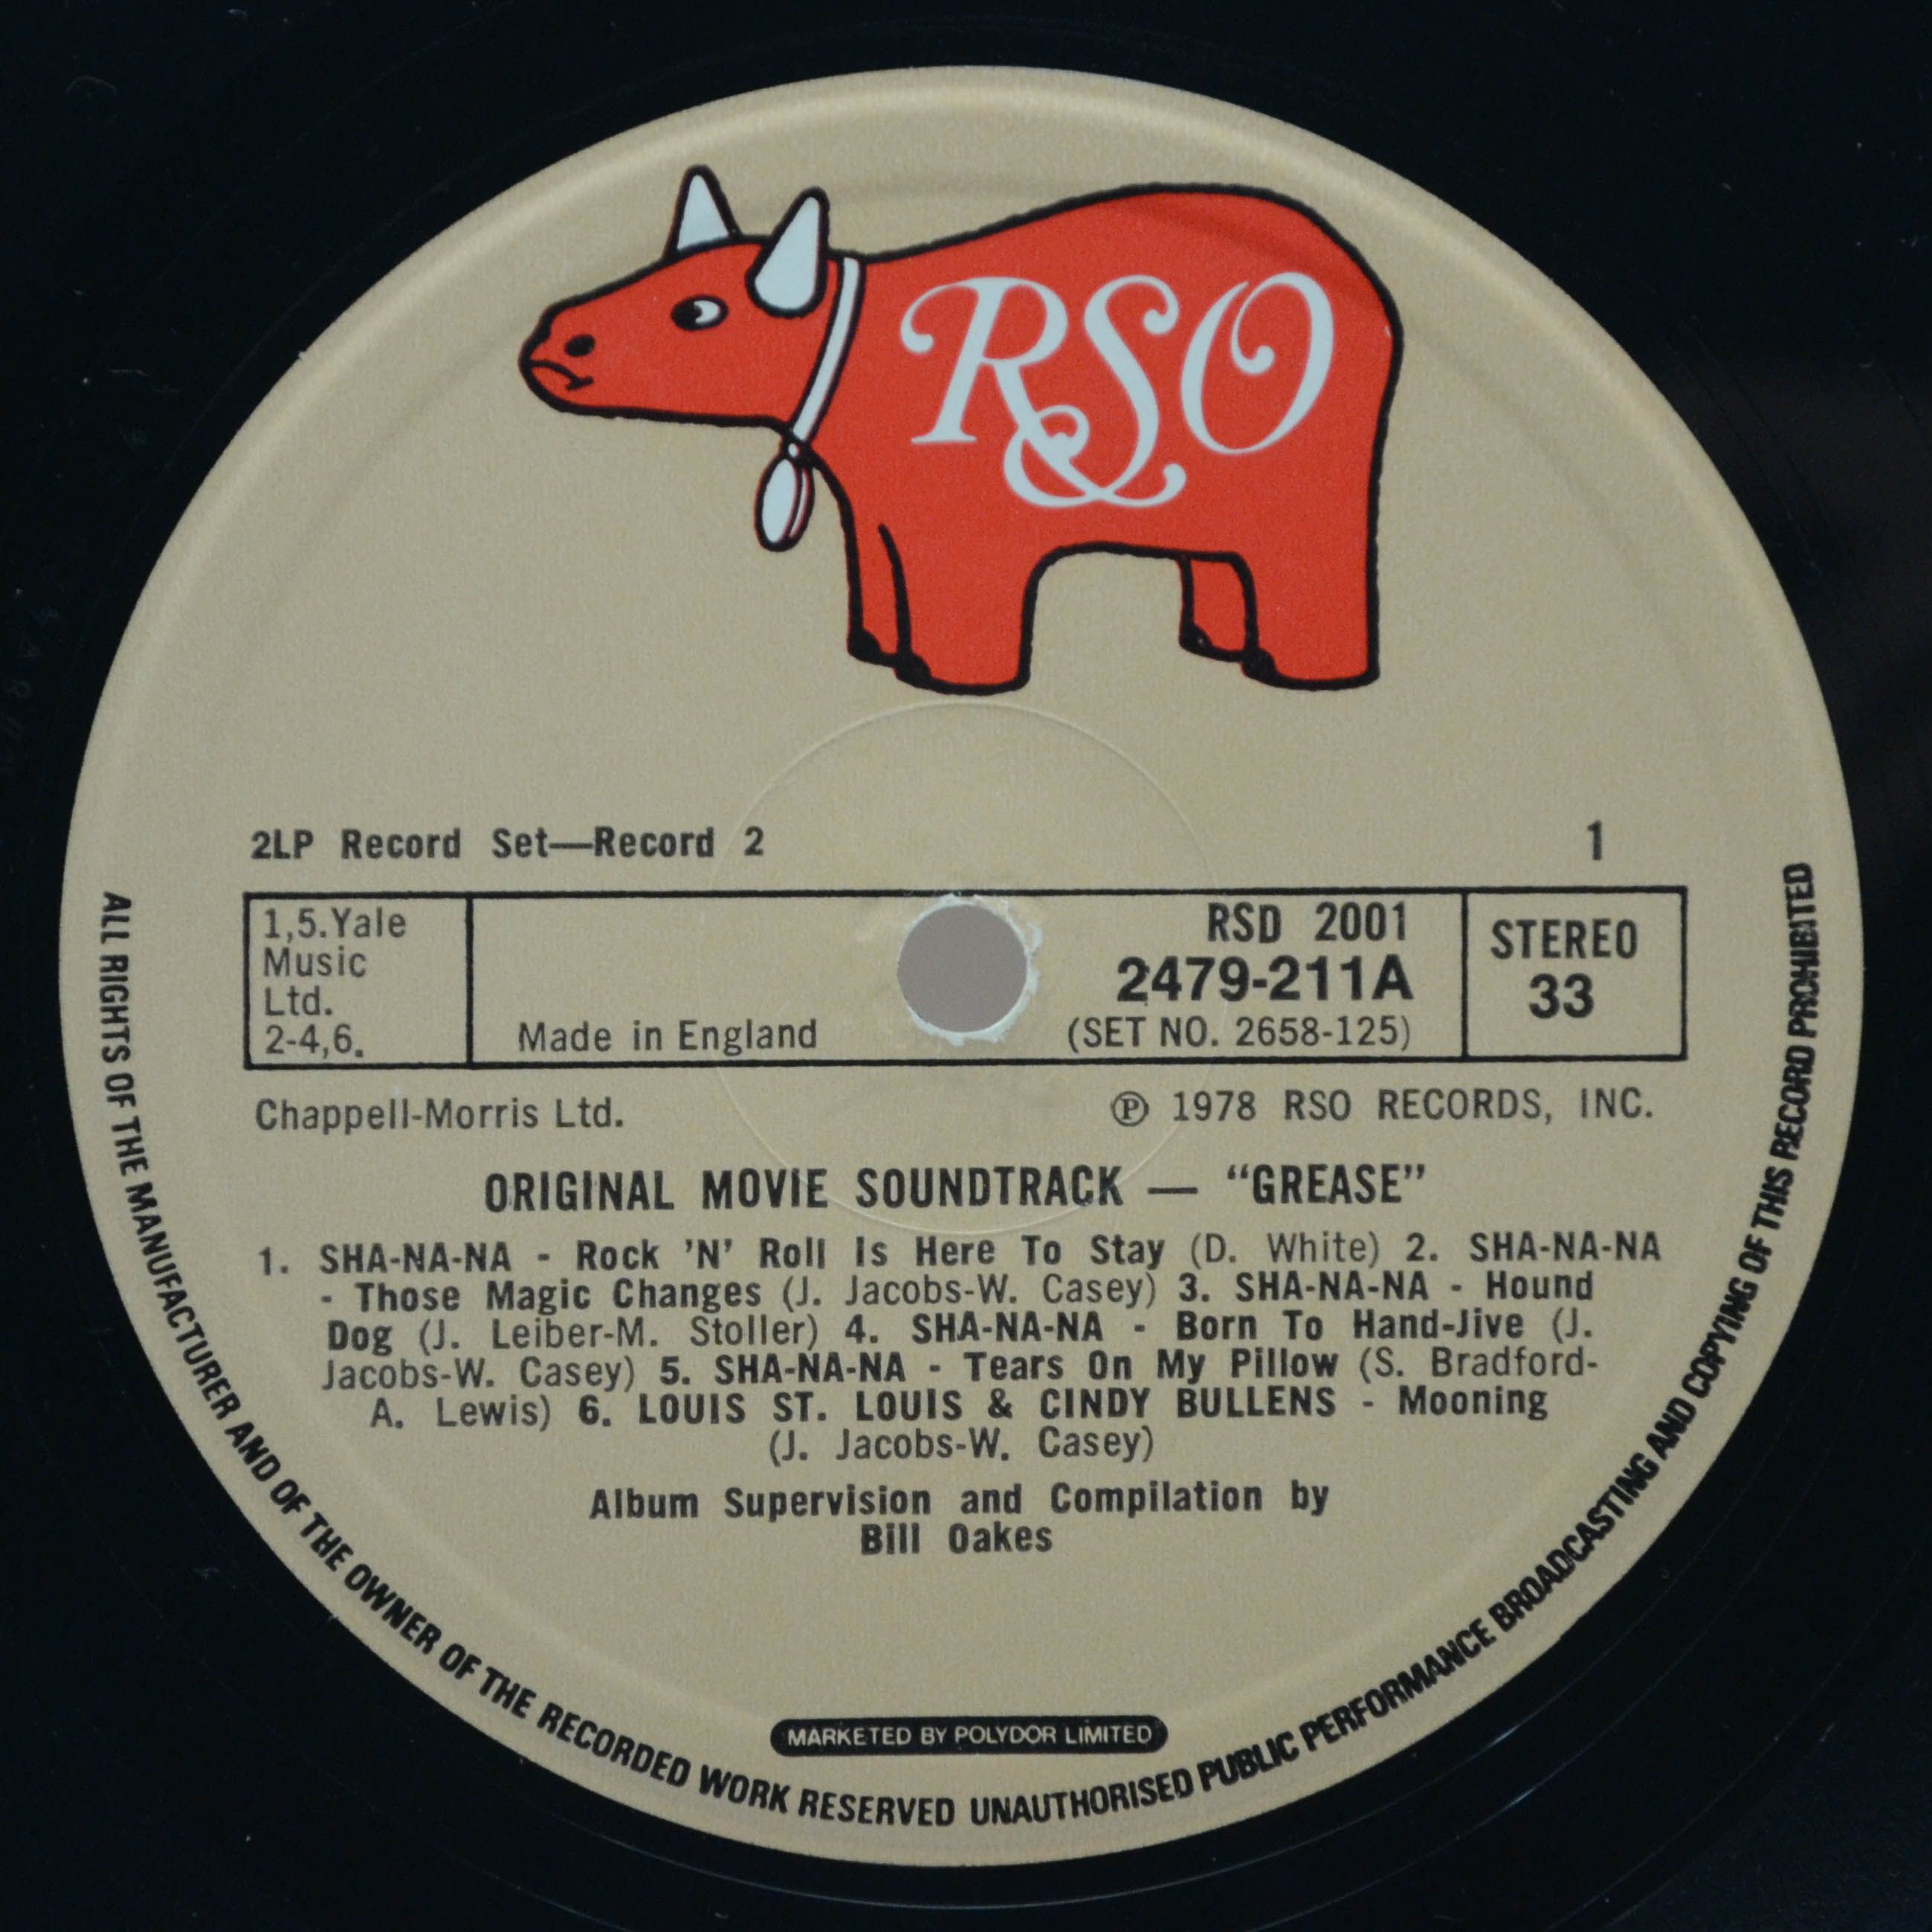 RSO
2LP Record Set—Record 2
1
1,5.Yale
Music
Ltd.
2-4,6.
Chappell-Morris Ltd.
Made in England
RSD 2001
2479-211A
(SET NO. 2658-125)
STEREO
33
℗ 1978 RSO RECORDS, INC.
ORIGINAL MOVIE SOUNDTRACK — “GREASE”
1. SHA-NA-NA - Rock ’N’ Roll Is Here To Stay (D. White) 2. SHA-NA-NA
- Those Magic Changes (J. Jacobs-W. Casey) 3. SHA-NA-NA - Hound
Dog (J. Leiber-M. Stoller) 4. SHA-NA-NA - Born To Hand-Jive (J.
Jacobs-W. Casey) 5. SHA-NA-NA - Tears On My Pillow (S. Bradford-
A. Lewis) 6. LOUIS ST. LOUIS & CINDY BULLENS - Mooning
(J. Jacobs-W. Casey)
Album Supervision and Compilation by
Bill Oakes
MARKETED BY POLYDOR LIMITED
ALL RIGHTS OF THE MANUFACTURER AND OF THE OWNER OF THE RECORDED WORK RESERVED UNAUTHORISED PUBLIC PERFORMANCE BROADCASTING AND COPYING OF THIS RECORD PROHIBITED